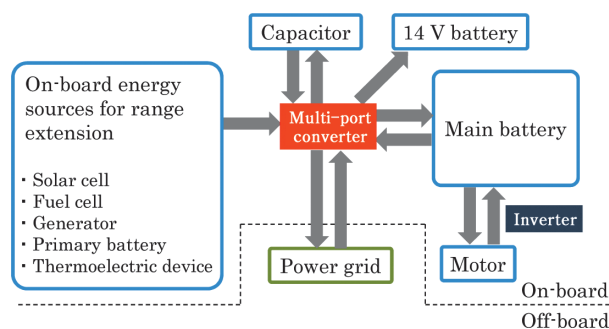 Capacitor
14 V battery
On-board energy
sources for range
extension
・Solar cell
・Fuel cell
・Generator
・Primary battery
・Thermoelectric device
Multi-port
converter
Main battery
Inverter
Power grid
Motor
On-board
Off-board